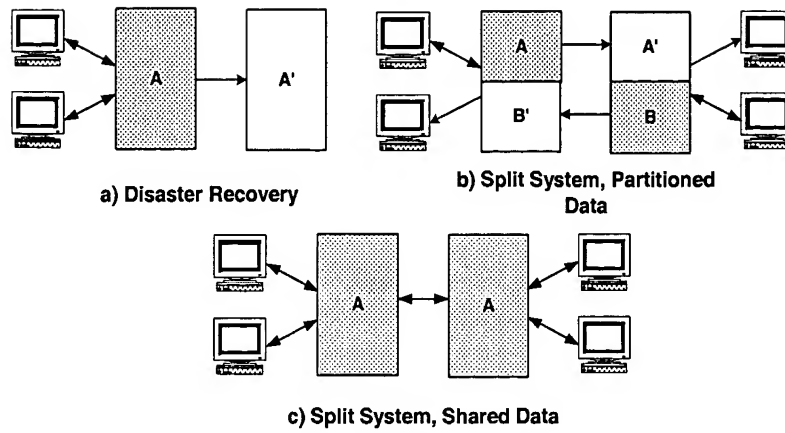 A
A'
a) Disaster Recovery
A
A'
B'
B
b) Split System, Partitioned
Data
A
A
c) Split System, Shared Data